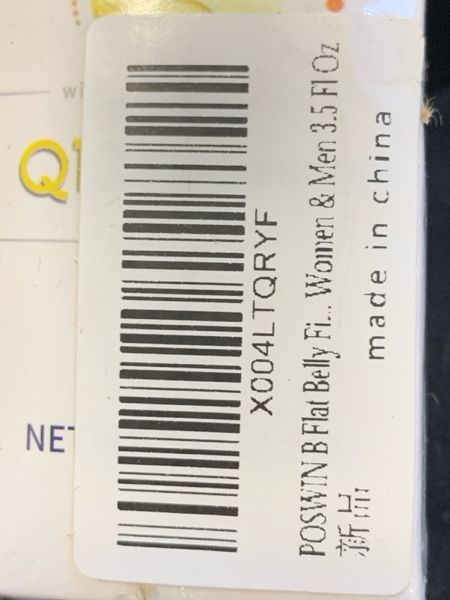 X004LTQRYF
POSWIN B Flat Belly Fi... Women & Men 3.5 Fl Oz
新品
made in china
NET